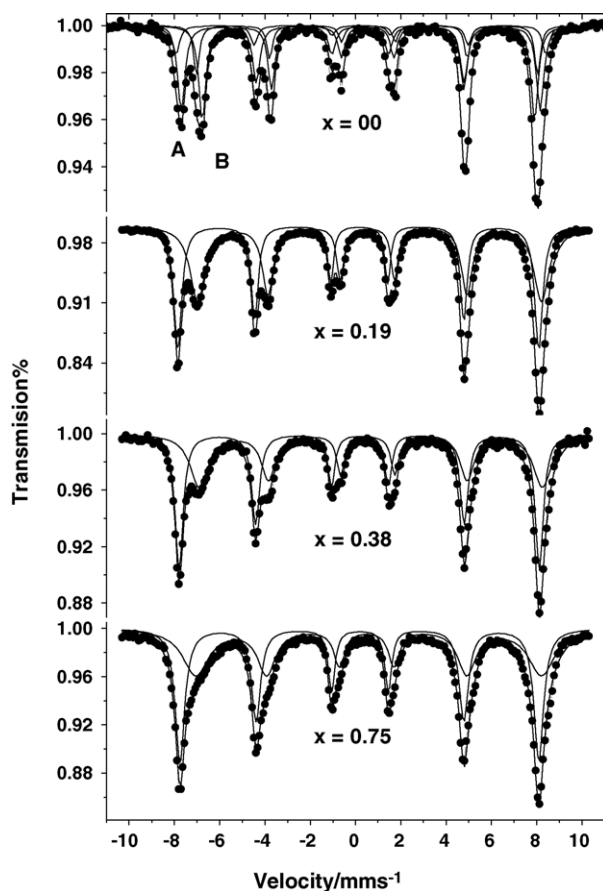 1.00
0.98
0.96
0.94
A
B
x = 00
0.98
0.91
0.84
x = 0.19
Transmision%
1.00
0.96
0.92
0.88
x = 0.38
1.00
0.96
0.92
0.88
x = 0.75
-10 -8 -6 -4 -2 0 2 4 6 8 10
Velocity/mms-1